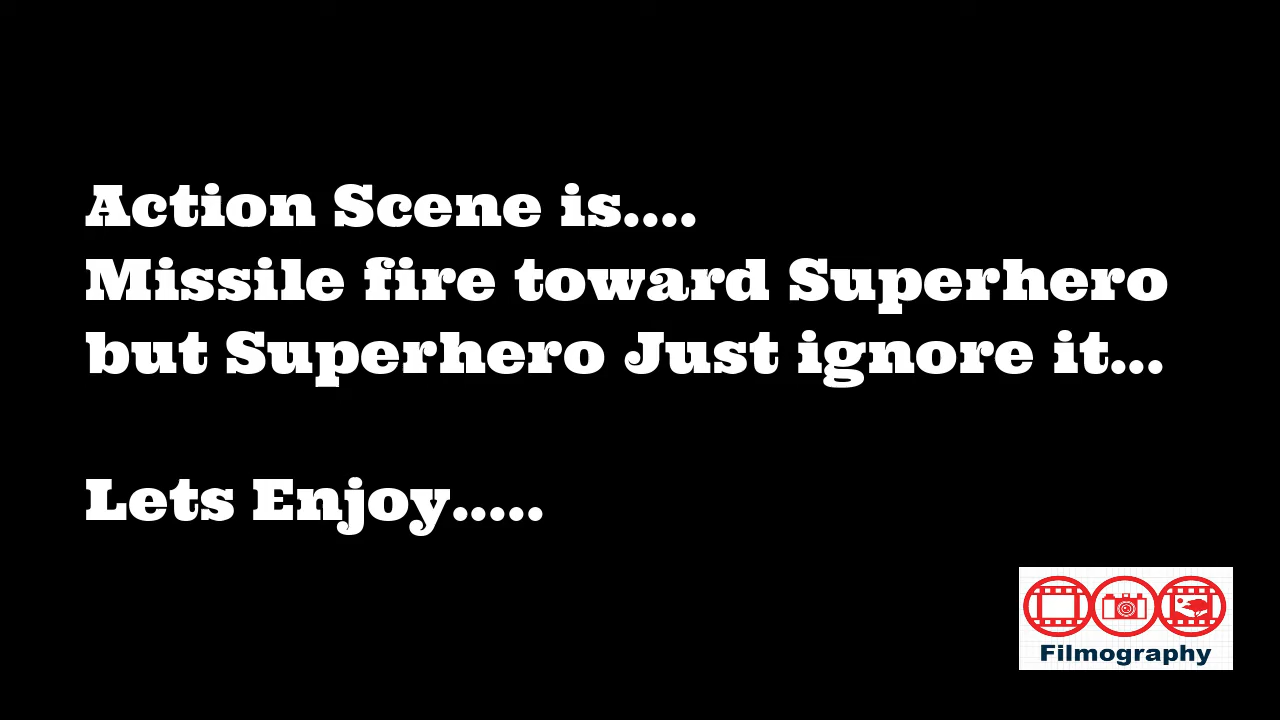 Action Scene is....
Missile fire toward Superhero
but Superhero Just ignore it...
Lets Enjoy.....
Filmography